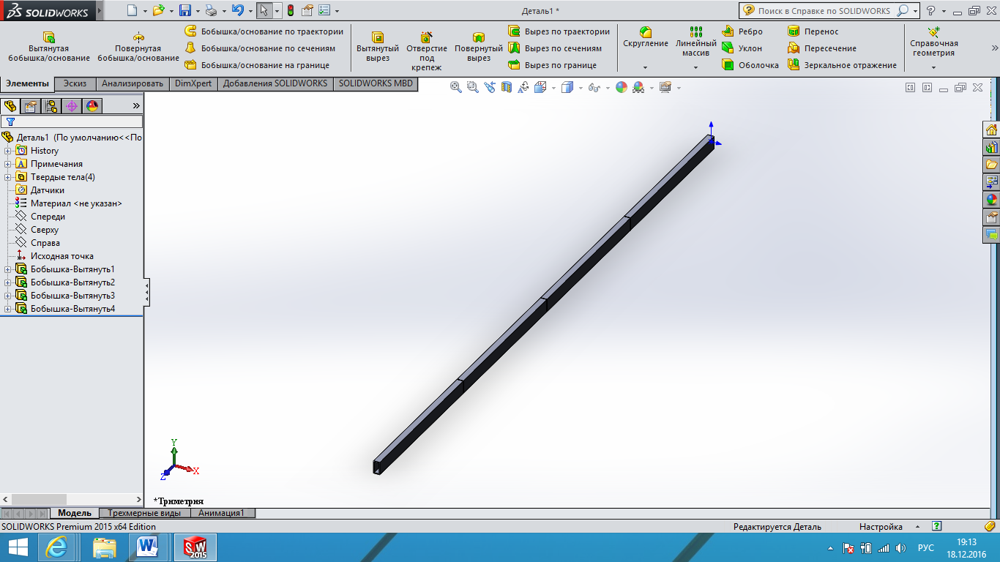 SOLIDWORKS
Деталь1 *
Поиск в Справке по SOLIDWORKS
Вытянутая бобышка/основание
Повернутая бобышка/основание
Бобышка/основание по траектории
Бобышка/основание по сечениям
Бобышка/основание на границе
Вытянутый вырез
Отверстие под крепеж
Повернутый вырез
Вырез по траектории
Вырез по сечениям
Вырез по границе
Скругление
Линейный массив
Ребро
Уклон
Оболочка
Перенос
Пересечение
Зеркальное отражение
Справочная геометрия
Элементы
Эскиз
Анализировать
DimXpert
Добавления SOLIDWORKS
SOLIDWORKS MBD
Деталь1 (По умолчанию<<По
History
Примечания
Твердые тела(4)
Датчики
Материал <не указан>
Спереди
Сверху
Справа
Исходная точка
Бобышка-Вытянуть1
Бобышка-Вытянуть2
Бобышка-Вытянуть3
Бобышка-Вытянуть4
Y
X
Z
*Триметрия
Модель
Трехмерные виды
Анимация1
SOLIDWORKS Premium 2015 x64 Edition
Редактируется Деталь
Настройка
SW
2015
РУС
19:13
18.12.2016